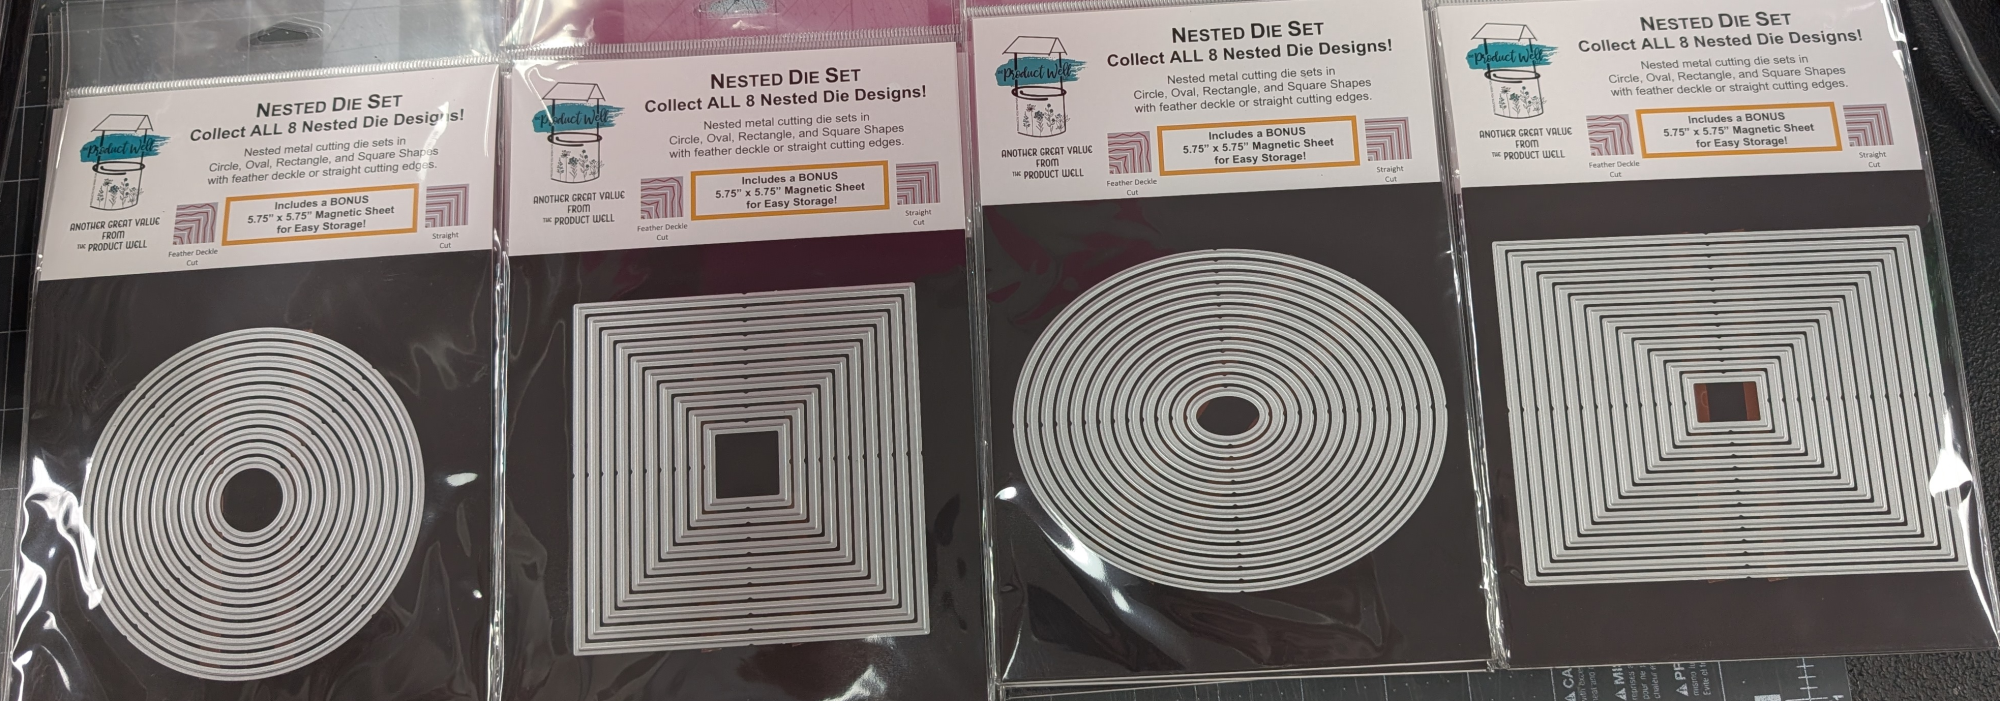 NESTED DIE SET
Collect ALL 8 Nested Die Designs!
Nested metal cutting die sets in
Circle, Oval, Rectangle, and Square Shapes
with feather deckle or straight cutting edges.
Includes a BONUS
5.75" x 5.75" Magnetic Sheet
for Easy Storage!
the Product Well
ANOTHER GREAT VALUE
FROM
THE PRODUCT WELL
Feather Deckle
Cut
Straight
Cut
NESTED DIE SET
Collect ALL 8 Nested Die Designs!
Nested metal cutting die sets in
Circle, Oval, Rectangle, and Square Shapes
with feather deckle or straight cutting edges.
Includes a BONUS
5.75" x 5.75" Magnetic Sheet
for Easy Storage!
the Product Well
ANOTHER GREAT VALUE
FROM
THE PRODUCT WELL
Feather Deckle
Cut
Straight
Cut
NESTED DIE SET
Collect ALL 8 Nested Die Designs!
Nested metal cutting die sets in
Circle, Oval, Rectangle, and Square Shapes
with feather deckle or straight cutting edges.
Includes a BONUS
5.75" x 5.75" Magnetic Sheet
for Easy Storage!
the Product Well
ANOTHER GREAT VALUE
FROM
THE PRODUCT WELL
Feather Deckle
Cut
Straight
Cut
NESTED DIE SET
Collect ALL 8 Nested Die Designs!
Nested metal cutting die sets in
Circle, Oval, Rectangle, and Square Shapes
with feather deckle or straight cutting edges.
Includes a BONUS
5.75" x 5.75" Magnetic Sheet
for Easy Storage!
the Product Well
ANOTHER GREAT VALUE
FROM
THE PRODUCT WELL
Feather Deckle
Cut
Straight
Cut